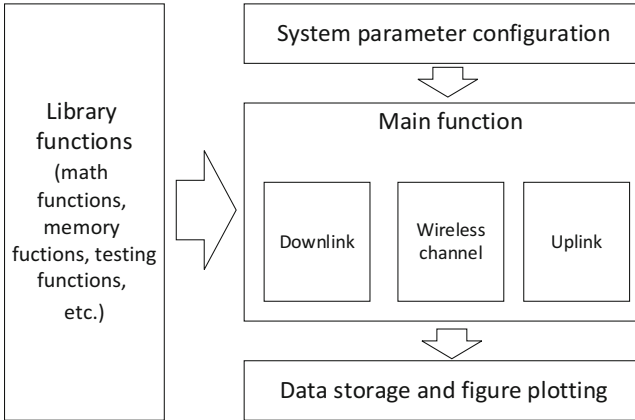 Library
functions
(math
functions,
memory
fuctions, testing
functions,
etc.)
System parameter configuration
Main function
Downlink
Wireless
channel
Uplink
Data storage and figure plotting